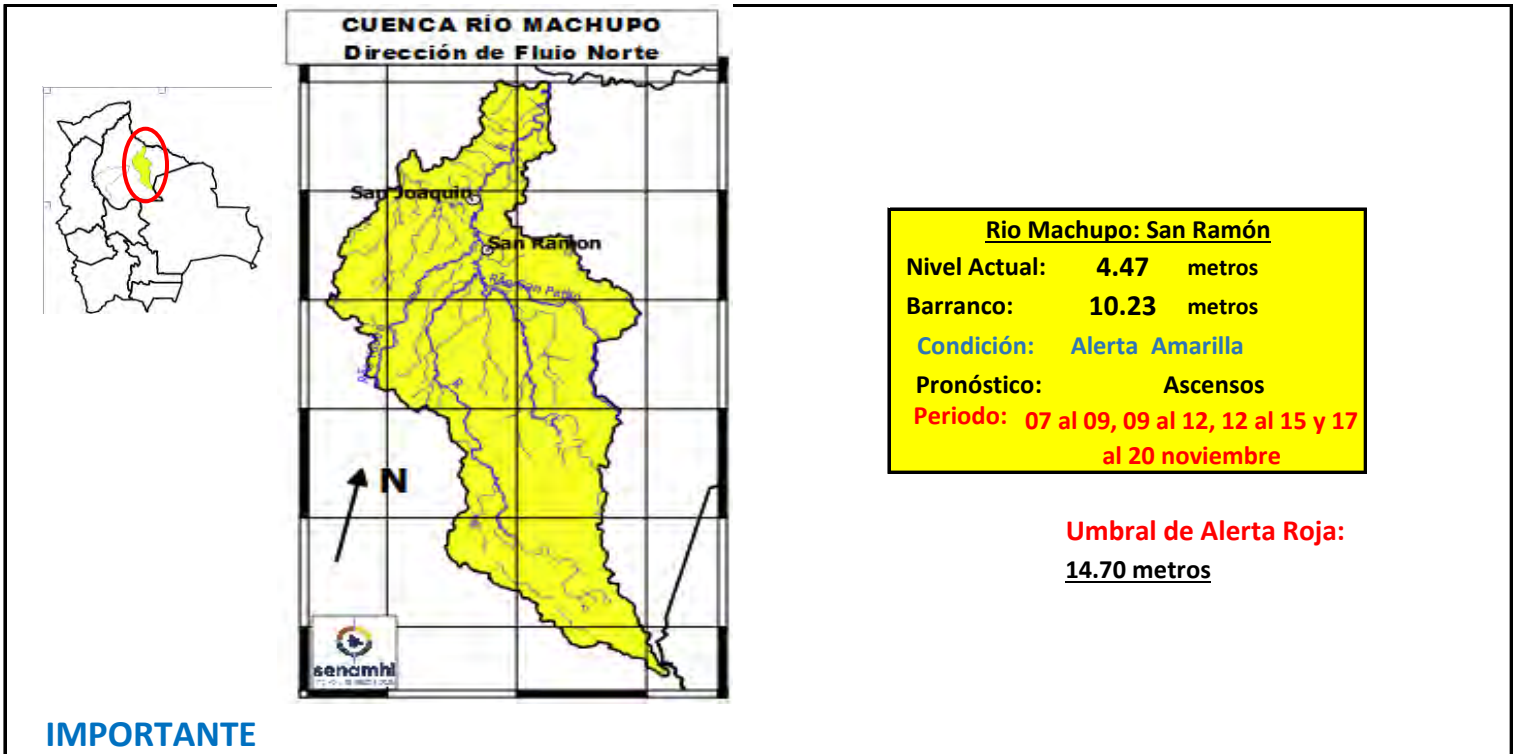 CUENCA RÍO MACHUPO
Dirección de Flujo Norte
San Joaquin
San Ramon
N
senamhi
Rio Machupo: San Ramón
Nivel Actual: 4.47 metros
Barranco: 10.23 metros
Condición: Alerta Amarilla
Pronóstico: Ascensos
Periodo: 07 al 09, 09 al 12, 12 al 15 y 17
al 20 noviembre
Umbral de Alerta Roja:
14.70 metros
IMPORTANTE